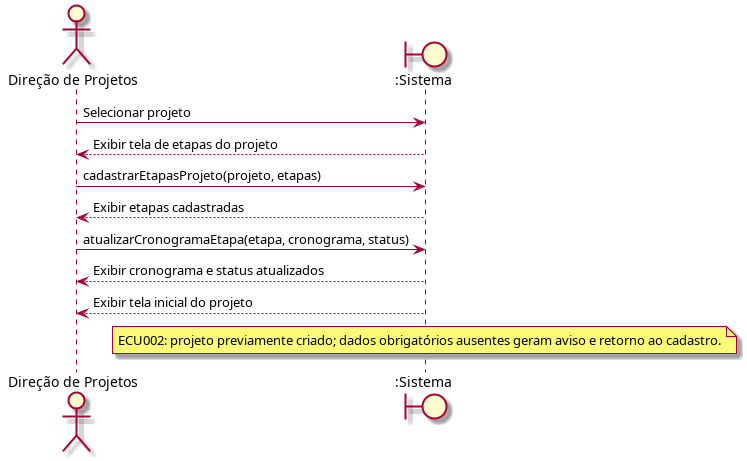 Direção de Projetos
:Sistema
Selecionar projeto
Exibir tela de etapas do projeto
cadastrarEtapasProjeto(projeto, etapas)
Exibir etapas cadastradas
atualizarCronogramaEtapa(etapa, cronograma, status)
Exibir cronograma e status atualizados
Exibir tela inicial do projeto
ECU002: projeto previamente criado; dados obrigatórios ausentes geram aviso e retorno ao cadastro.
Direção de Projetos
:Sistema